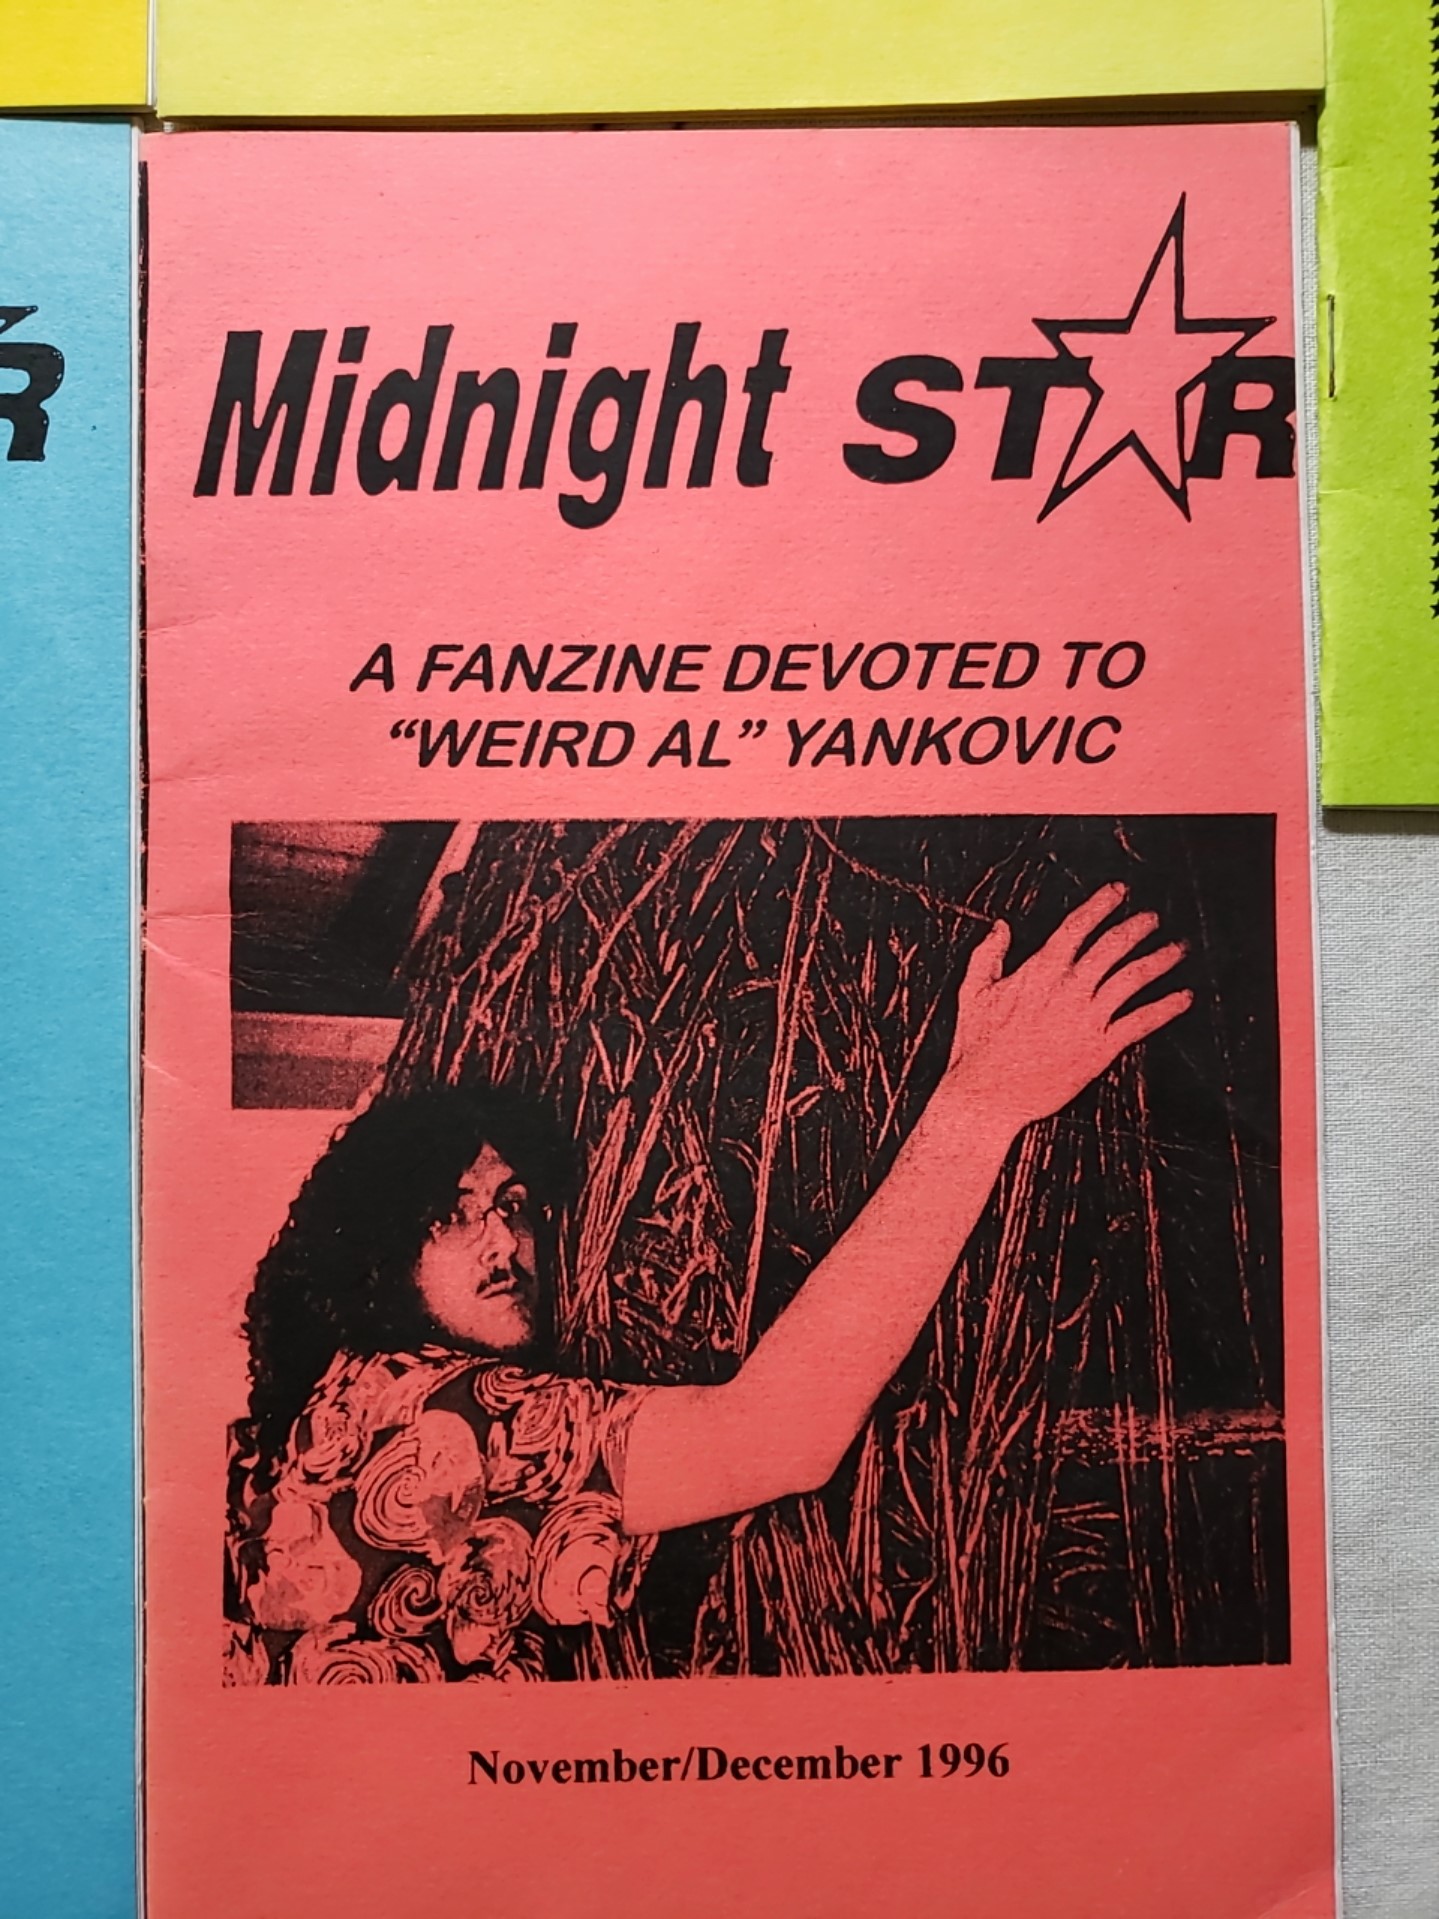 Midnight STAR
A FANZINE DEVOTED TO
“WEIRD AL” YANKOVIC
November/December 1996
R